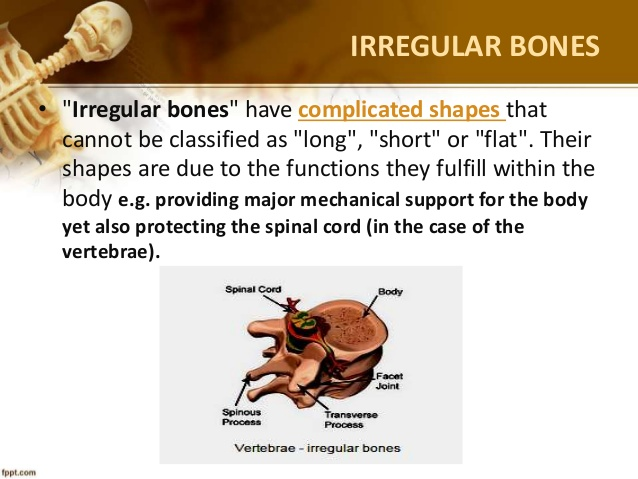 IRREGULAR BONES
• "Irregular bones" have complicated shapes that
cannot be classified as "long", "short" or "flat". Their
shapes are due to the functions they fulfill within the
body e.g. providing major mechanical support for the body
yet also protecting the spinal cord (in the case of the
vertebrae).
Spinal Cord
Body
Facet
Joint
Spinous
Process
Transverse
Process
Vertebrae - irregular bones
fppt.com